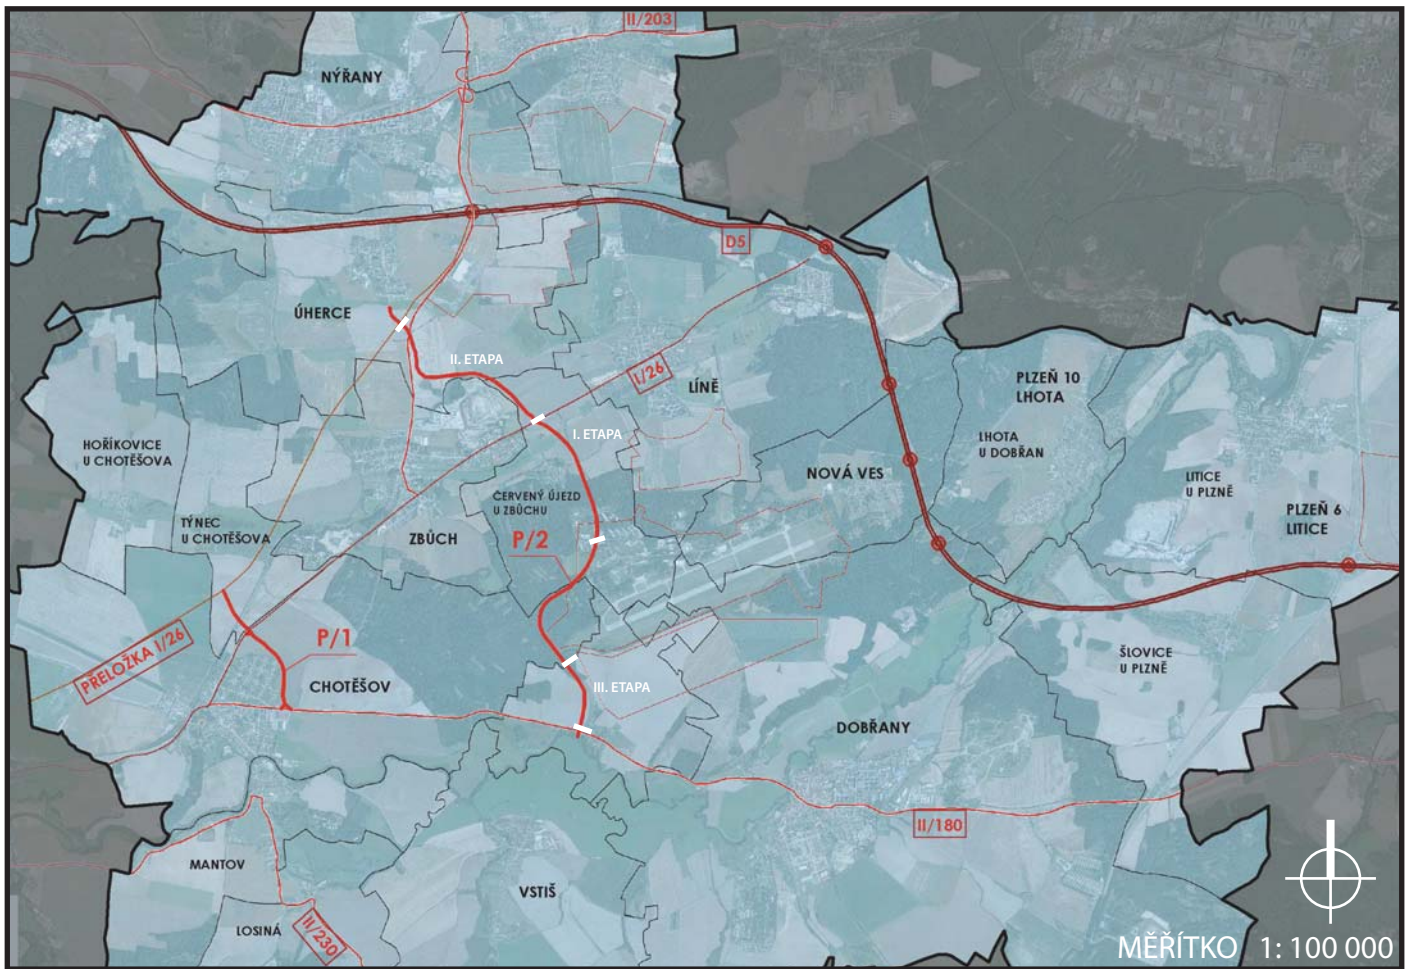 II/203
NÝŘANY
D5
ÚHERCE
II. ETAPA
I/26
LÍNĚ
PLZEŇ 10
LHOTA
I. ETAPA
HOŘÍKOVICE
U CHOTĚŠOVA
LHOTA
U DOBŘAN
NOVÁ VES
LITICE
U PLZNĚ
ČERVENÝ ÚJEZD
U ZBŮCHU
PLZEŇ 6
LITICE
TÝNEC
U CHOTĚŠOVA
ZBŮCH
P/2
P/1
PŘELOŽKA I/26
ŠLOVICE
U PLZNĚ
CHOTĚŠOV
III. ETAPA
DOBŘANY
II/180
MANTOV
VSTIŠ
LOSINÁ
II/230
MĚŘÍTKO 1: 100 000